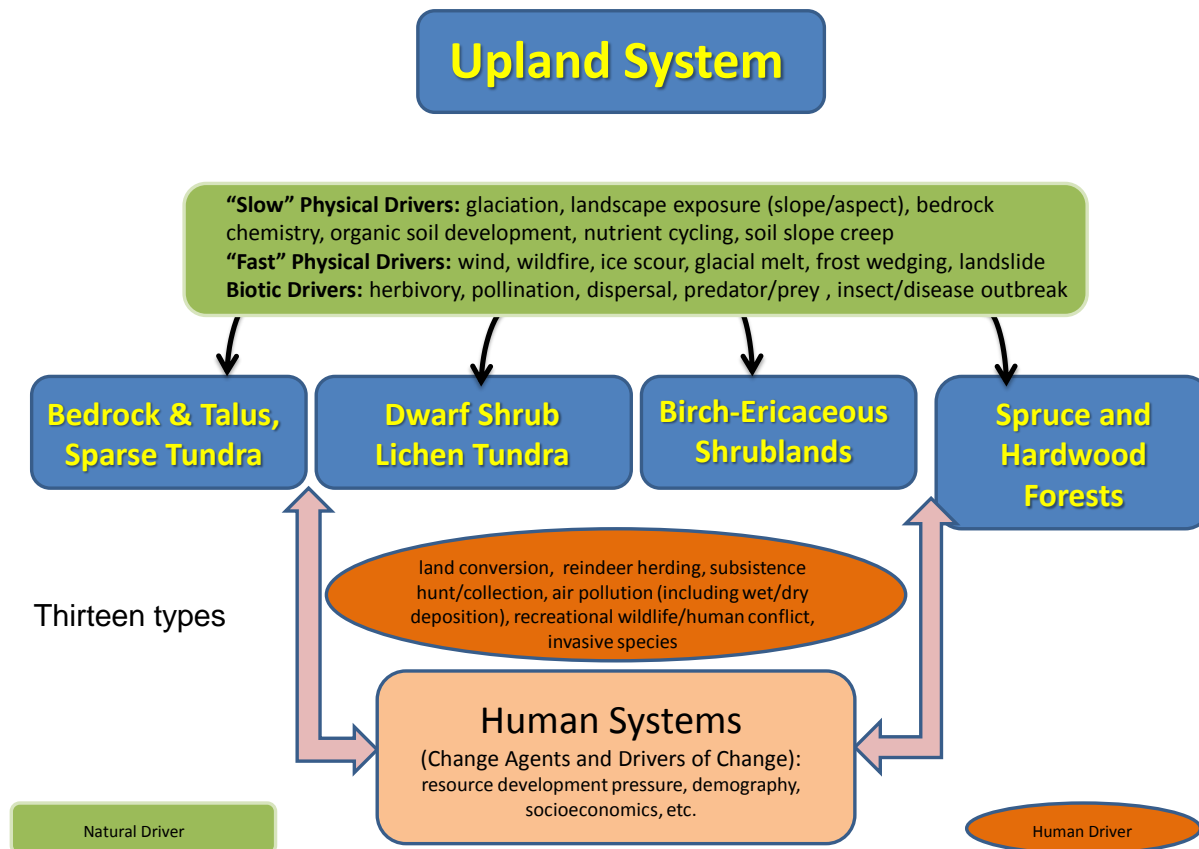 Upland System
“Slow” Physical Drivers: glaciation, landscape exposure (slope/aspect), bedrock
chemistry, organic soil development, nutrient cycling, soil slope creep
“Fast” Physical Drivers: wind, wildfire, ice scour, glacial melt, frost wedging, landslide
Biotic Drivers: herbivory, pollination, dispersal, predator/prey , insect/disease outbreak
Bedrock & Talus,
Sparse Tundra
Dwarf Shrub
Lichen Tundra
Birch-Ericaceous
Shrublands
Spruce and
Hardwood
Forests
land conversion, reindeer herding, subsistence
hunt/collection, air pollution (including wet/dry
deposition), recreational wildlife/human conflict,
invasive species
Thirteen types
Human Systems
(Change Agents and Drivers of Change):
resource development pressure, demography,
socioeconomics, etc.
Natural Driver
Human Driver